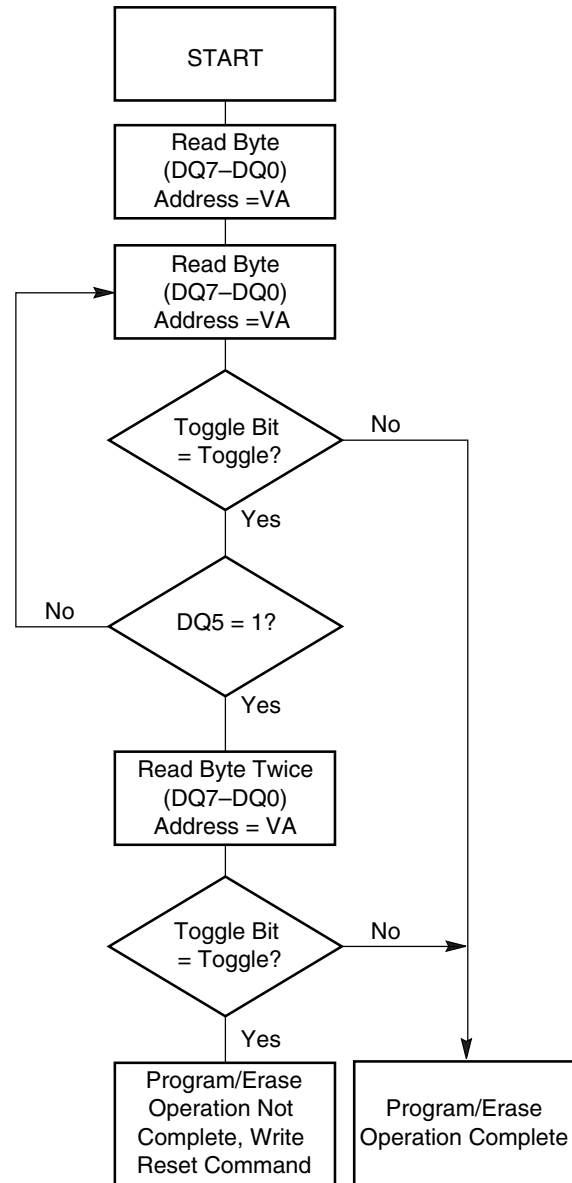 START
Read Byte
(DQ7–DQ0)
Address =VA
Read Byte
(DQ7–DQ0)
Address =VA
Toggle Bit
= Toggle?
No
Yes
No
DQ5 = 1?
Yes
Read Byte Twice
(DQ7–DQ0)
Address = VA
Toggle Bit
= Toggle?
No
Yes
Program/Erase
Operation Not
Complete, Write
Reset Command
Program/Erase
Operation Complete